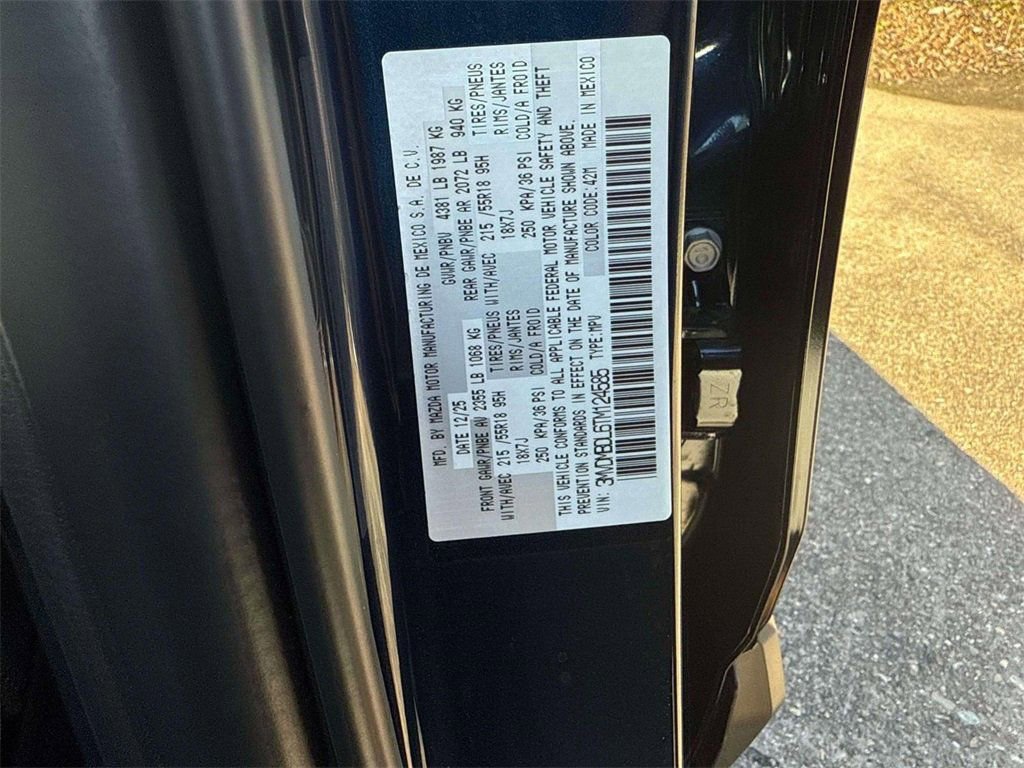 MFD. BY MAZDA MOTOR MANUFACTURING DE MEXICO S.A. DE C.V.
DATE 12/25 GVWR/PNBV 4381 LB 1987 KG
FRONT GAWR/PNBE AV 2355 LB 1068 KG REAR GAWR/PNBE AR 2072 LB 940 KG
WITH/AVEC 215 /55R18 95H TIRES/PNEUS WITH/AVEC 215 /55R18 95H TIRES/PNEUS
18X7J RIMS/JANTES 18X7J RIMS/JANTES
250 KPA/36 PSI COLD/A FROID 250 KPA/36 PSI COLD/A FROID
THIS VEHICLE CONFORMS TO ALL APPLICABLE FEDERAL MOTOR VEHICLE SAFETY AND THEFT
PREVENTION STANDARDS IN EFFECT ON THE DATE OF MANUFACTURE SHOWN ABOVE.
VIN: 3MVDMBDL6TM124585 TYPE:MPV COLOR CODE:42M MADE IN MEXICO
ZR